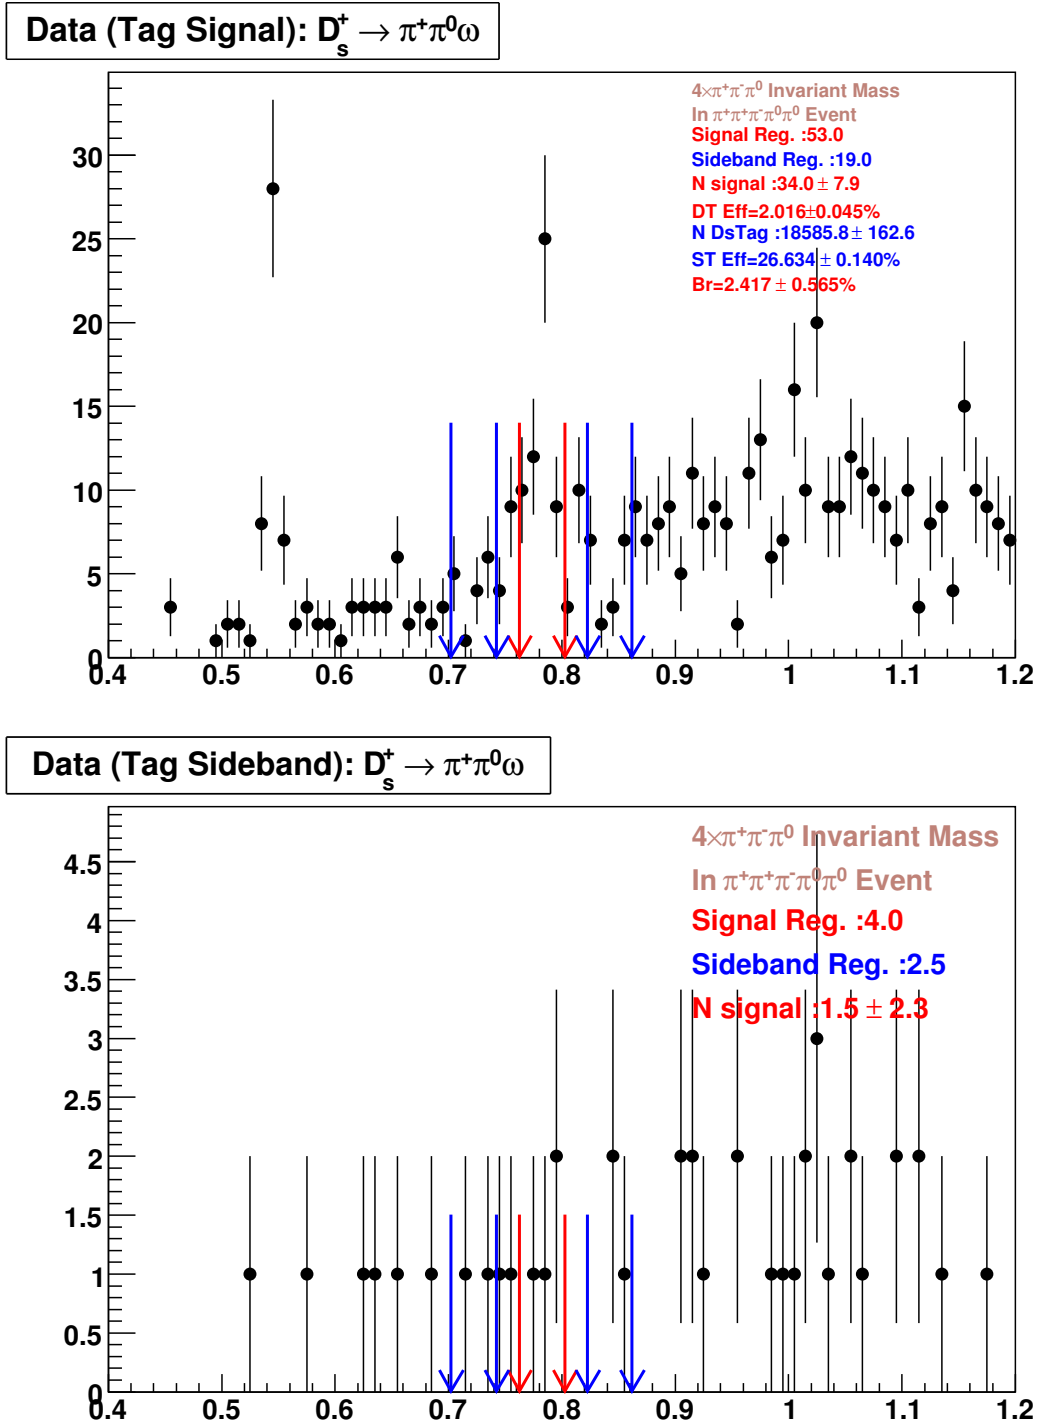 Data (Tag Signal): D_s^+ → π⁺π⁰ω
4×π⁺π⁻π⁰ Invariant Mass
In π⁺π⁺π⁻π⁰π⁰ Event
Signal Reg. :53.0
Sideband Reg. :19.0
N signal :34.0 ± 7.9
DT Eff=2.016±0.045%
N DsTag :18585.8 ± 162.6
ST Eff=26.634 ± 0.140%
Br=2.417 ± 0.565%
30
25
20
15
10
5
0
0.4 0.5 0.6 0.7 0.8 0.9 1 1.1 1.2
Data (Tag Sideband): D_s^+ → π⁺π⁰ω
4×π⁺π⁻π⁰ Invariant Mass
In π⁺π⁺π⁻π⁰π⁰ Event
Signal Reg. :4.0
Sideband Reg. :2.5
N signal :1.5 ± 2.3
4.5
4
3.5
3
2.5
2
1.5
1
0.5
0
0.4 0.5 0.6 0.7 0.8 0.9 1 1.1 1.2